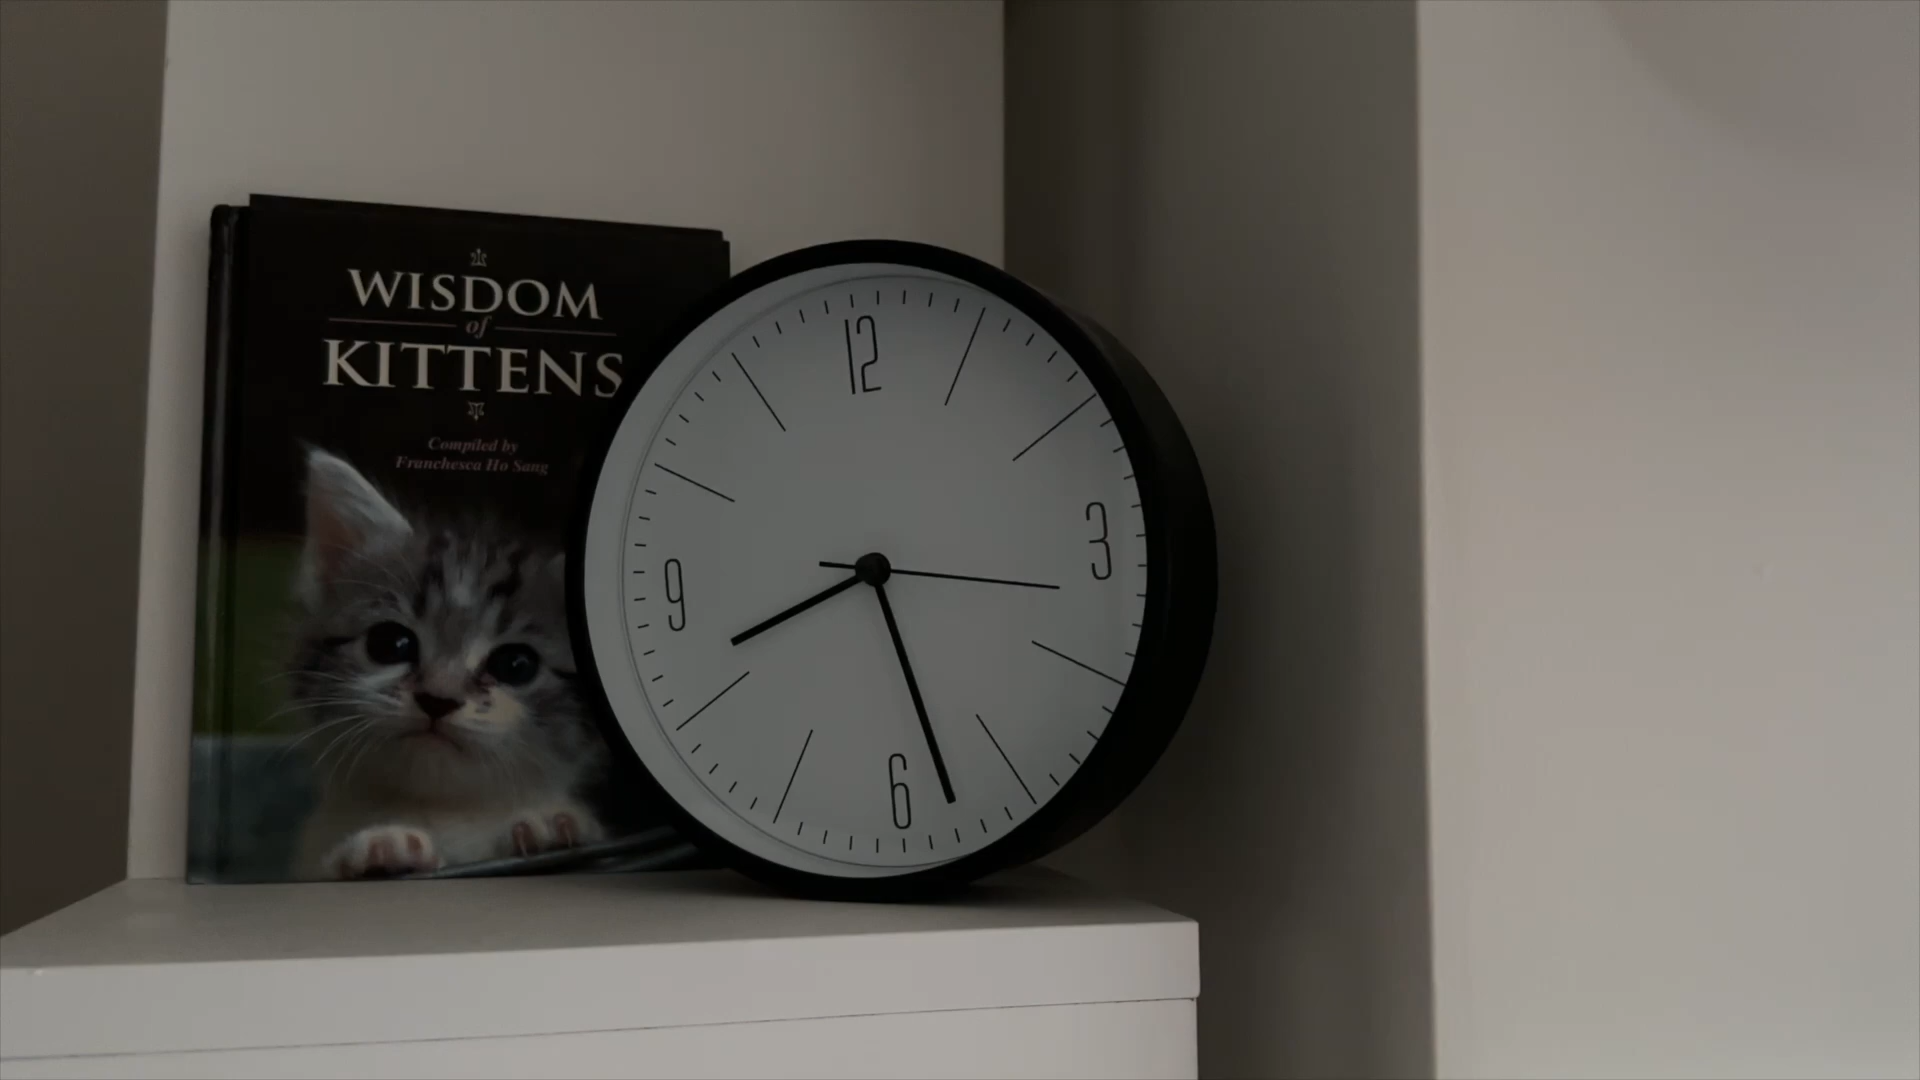 WISDOM
of
KITTENS
Compiled by
Franchesca Ho Sang
12
3
9
6